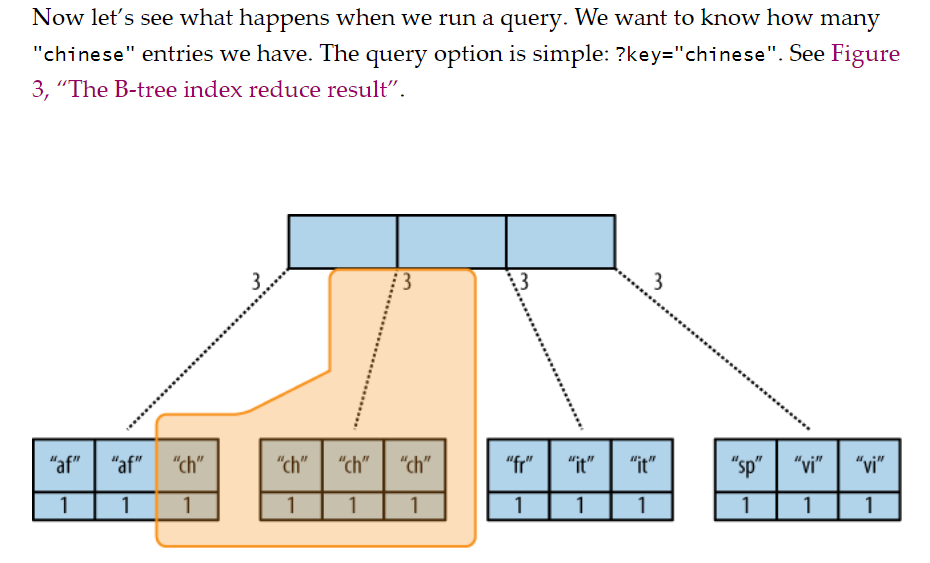 Now let’s see what happens when we run a query. We want to know how many
"chinese" entries we have. The query option is simple: ?key="chinese". See Figure
3, “The B-tree index reduce result”.
3 3 3 3
“af” “af” “ch” “ch” “ch” “ch” “fr” “it” “it” “sp” “vi” “vi”
1 1 1 1 1 1 1 1 1 1 1 1